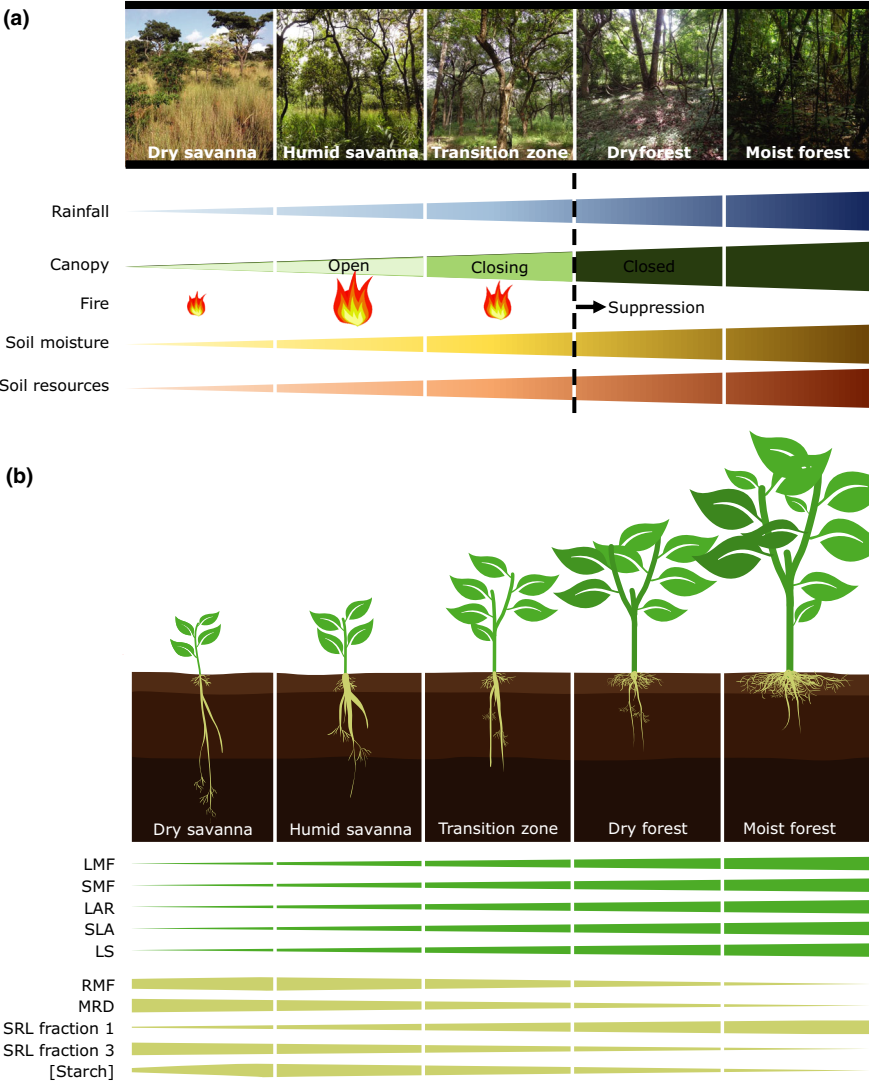 (a)
Dry savanna Humid savanna Transition zone Dryforest Moist forest
Rainfall
Canopy Open Closing Closed
Fire Suppression
Soil moisture
Soil resources
(b)
Dry savanna Humid savanna Transition zone Dry forest Moist forest
LMF
SMF
LAR
SLA
LS
RMF
MRD
SRL fraction 1
SRL fraction 3
[Starch]